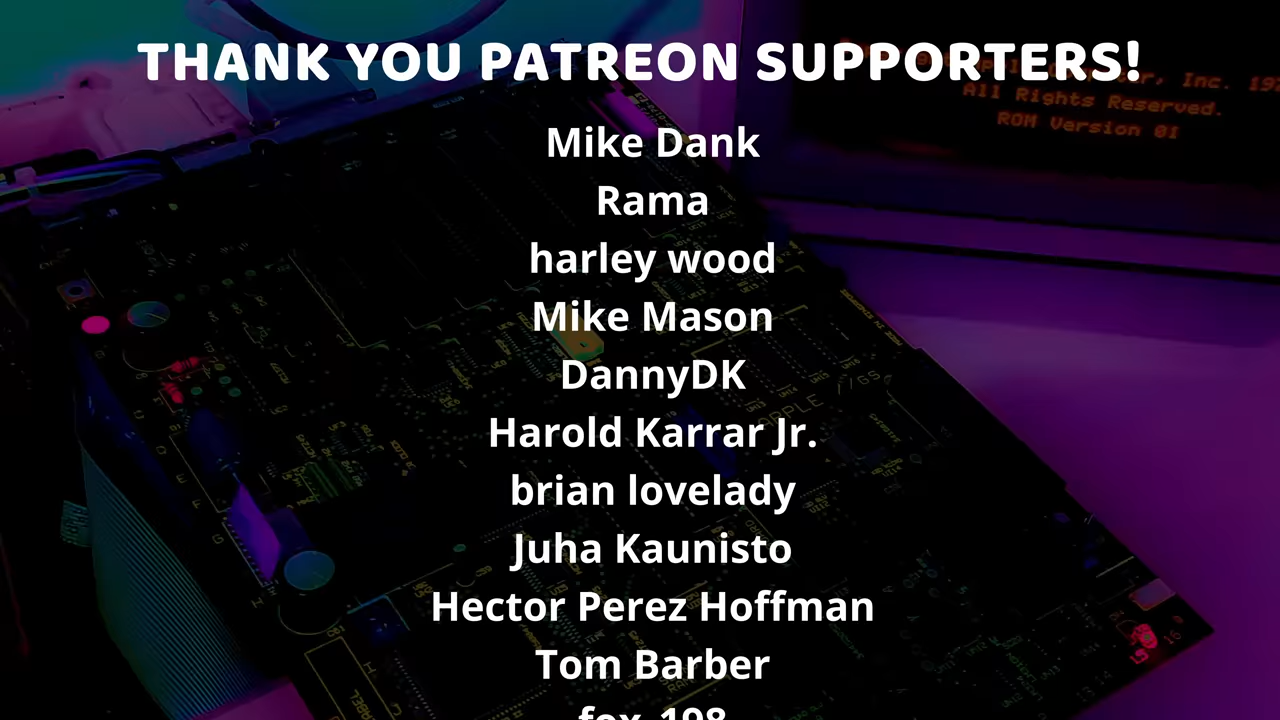 THANK YOU PATREON SUPPORTERS!
All Rights Reserved.
ROM Version 01
Mike Dank
Rama
harley wood
Mike Mason
DannyDK
Harold Karrar Jr.
brian lovelady
Juha Kaunisto
Hector Perez Hoffman
Tom Barber